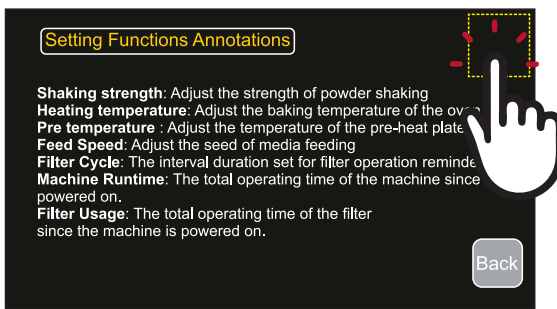 Setting Functions Annotations
Shaking strength: Adjust the strength of powder shaking
Heating temperature: Adjust the baking temperature of the
Pre temperature : Adjust the temperature of the pre-heat plate
Feed Speed: Adjust the seed of media feeding
Filter Cycle: The interval duration set for filter operation
Machine Runtime: The total operating time of the machine since
powered on.
Filter Usage: The total operating time of the filter
since the machine is powered on.
Back